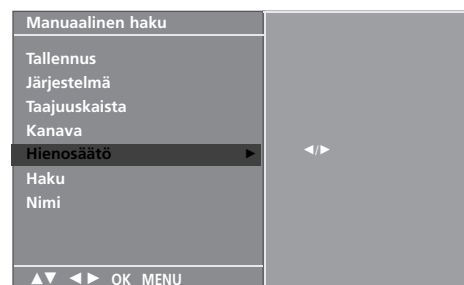 Manuaalinen haku
Tallennus
Järjestelmä
Taajuuskaista
Kanava
Hienosäätö ►
◄/►
Haku
Nimi
▲▼ ◄► OK MENU